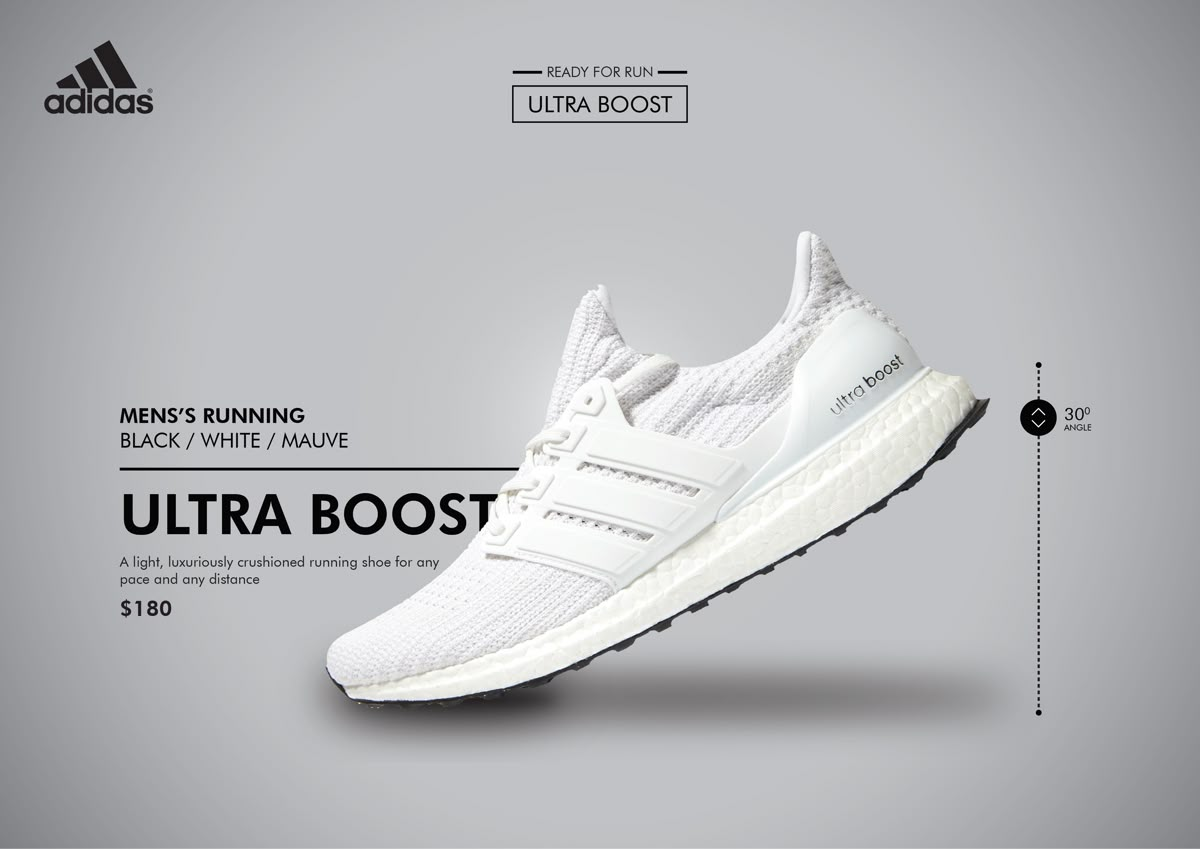 adidas®
READY FOR RUN
ULTRA BOOST
MENS'S RUNNING
BLACK / WHITE / MAUVE
ULTRA BOOST
A light, luxuriously crushioned running shoe for any
pace and any distance
$180
ultra boost
30⁰
ANGLE